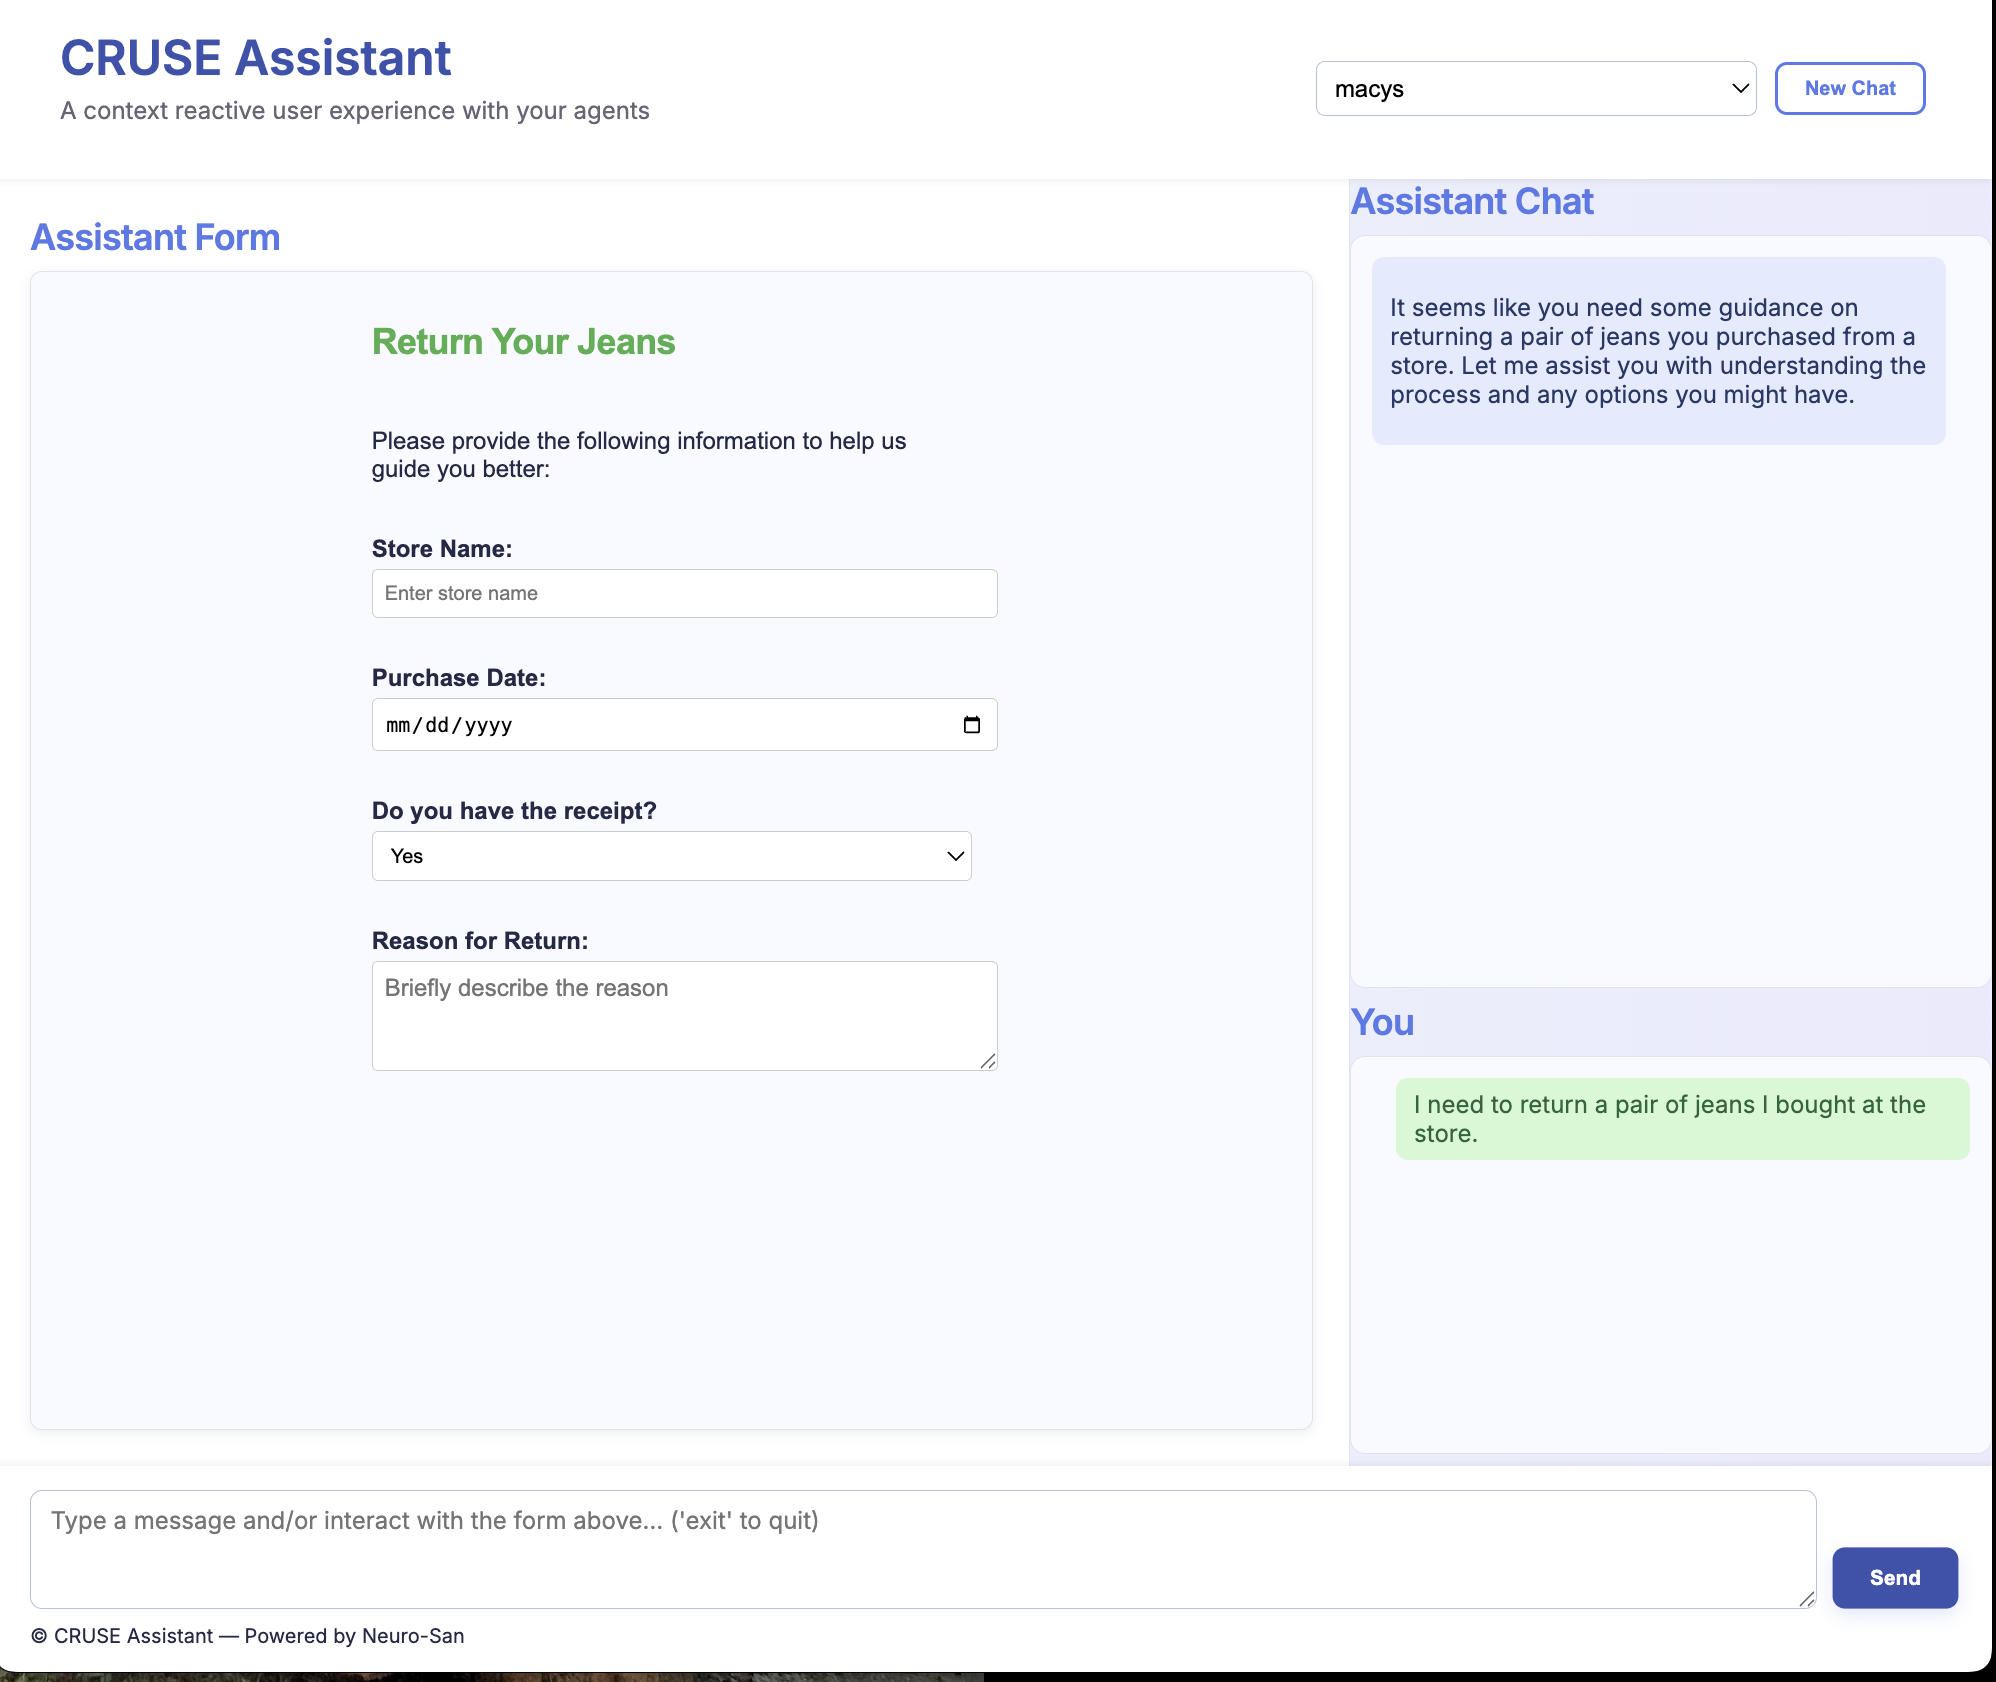 CRUSE Assistant
A context reactive user experience with your agents
macys
New Chat
Assistant Form
Return Your Jeans
Please provide the following information to help us
guide you better:
Store Name:
Enter store name
Purchase Date:
mm/dd/yyyy
Do you have the receipt?
Yes
Reason for Return:
Briefly describe the reason
Assistant Chat
It seems like you need some guidance on
returning a pair of jeans you purchased from a
store. Let me assist you with understanding the
process and any options you might have.
You
I need to return a pair of jeans I bought at the
store.
Type a message and/or interact with the form above... ('exit' to quit)
Send
© CRUSE Assistant — Powered by Neuro-San